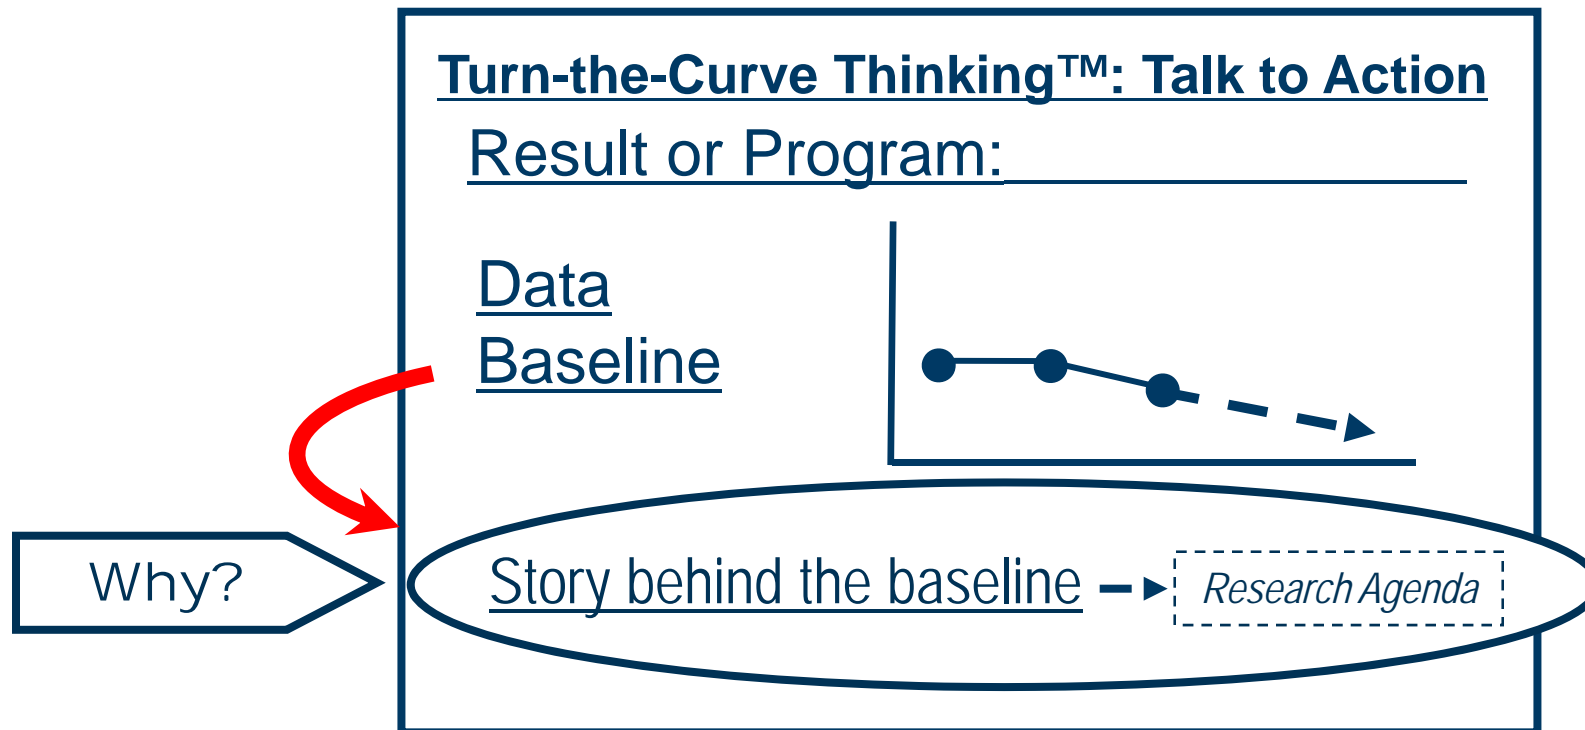 Turn-the-Curve Thinking™: Talk to Action
Result or Program:______________
Data
Baseline
Why?
Story behind the baseline
Research Agenda